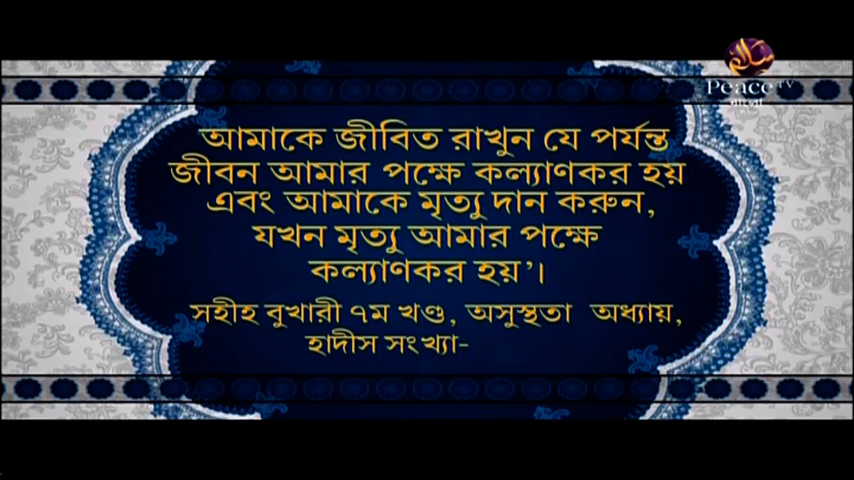 سلام
Peace TV
বাংলা
আমাকে জীবিত রাখুন যে পর্যন্ত
জীবন আমার পক্ষে কল্যাণকর হয়
এবং আমাকে মৃত্যু দান করুন,
যখন মৃত্যু আমার পক্ষে
কল্যাণকর হয়’।
সহীহ বুখারী ৭ম খণ্ড, অসুস্থতা অধ্যায়,
হাদীস সংখ্যা-